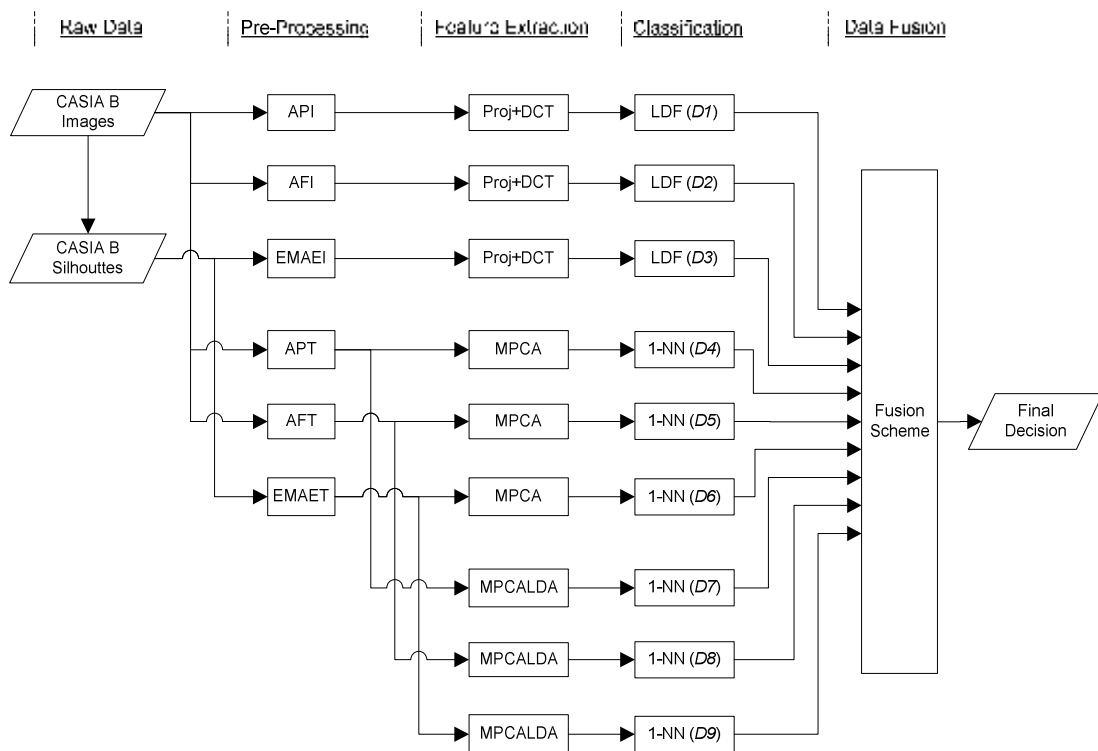 Raw Data
Pre-Processing
Feature Extraction
Classification
Data Fusion
CASIA B
Images
API
Proj+DCT
LDF (D1)
AFI
Proj+DCT
LDF (D2)
CASIA B
Silhouttes
EMAEI
Proj+DCT
LDF (D3)
APT
MPCA
1-NN (D4)
AFT
MPCA
1-NN (D5)
Fusion
Scheme
Final
Decision
EMAET
MPCA
1-NN (D6)
MPCALDA
1-NN (D7)
MPCALDA
1-NN (D8)
MPCALDA
1-NN (D9)